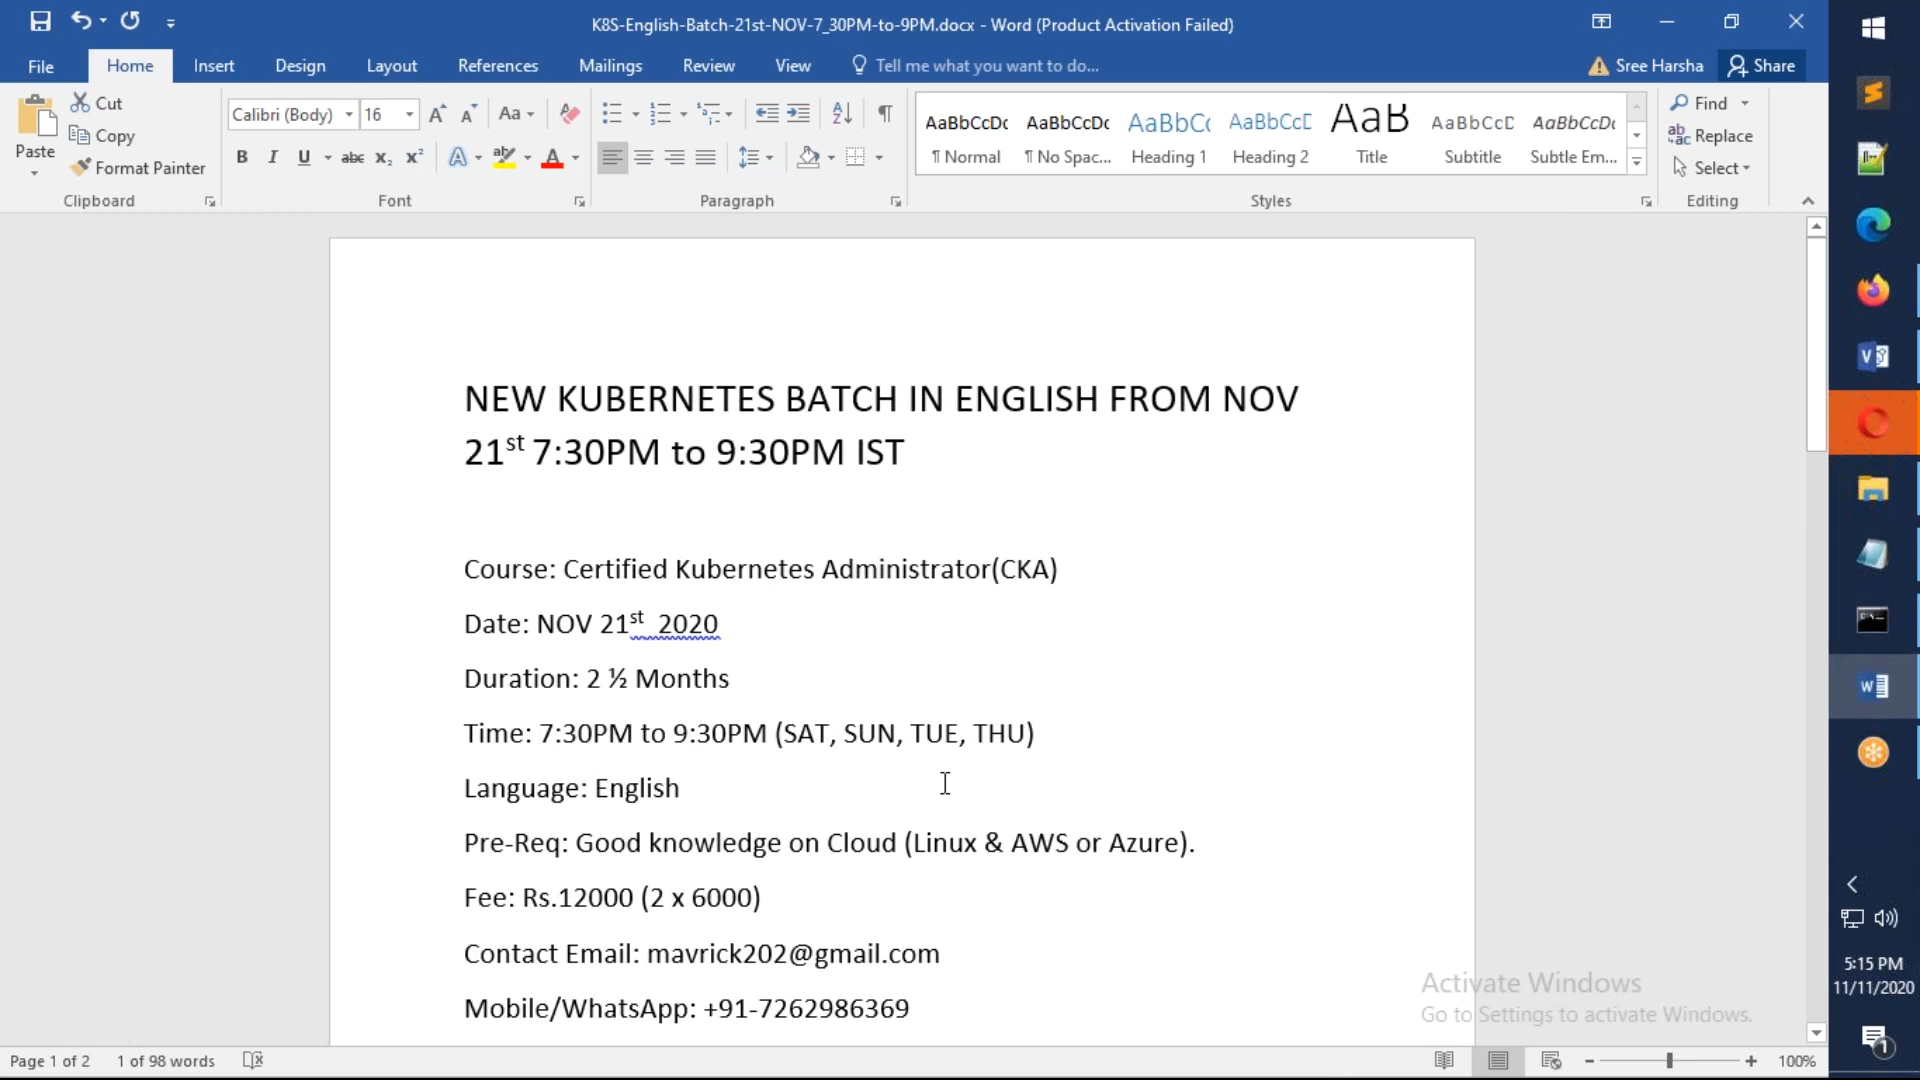 K8S-English-Batch-21st-NOV-7_30PM-to-9PM.docx - Word (Product Activation Failed)
File Home Insert Design Layout References Mailings Review View Tell me what you want to do... Sree Harsha Share
Paste Cut Copy Format Painter
Calibri (Body) 16 Aa
B I U abc x₂ x² A ab A
AaBbCcDc AaBbCcDc AaBbCc AaBbCcD AaB AaBbCcD AaBbCcDc
¶ Normal ¶ No Spac... Heading 1 Heading 2 Title Subtitle Subtle Em...
Find
Replace
Select
Clipboard Font Paragraph Styles Editing
NEW KUBERNETES BATCH IN ENGLISH FROM NOV
21st 7:30PM to 9:30PM IST
Course: Certified Kubernetes Administrator(CKA)
Date: NOV 21st 2020
Duration: 2 ½ Months
Time: 7:30PM to 9:30PM (SAT, SUN, TUE, THU)
Language: English
Pre-Req: Good knowledge on Cloud (Linux & AWS or Azure).
Fee: Rs.12000 (2 x 6000)
Contact Email: mavrick202@gmail.com
Mobile/WhatsApp: +91-7262986369
Activate Windows
Go to Settings to activate Windows.
Page 1 of 2 1 of 98 words 100%
5:15 PM
11/11/2020
1